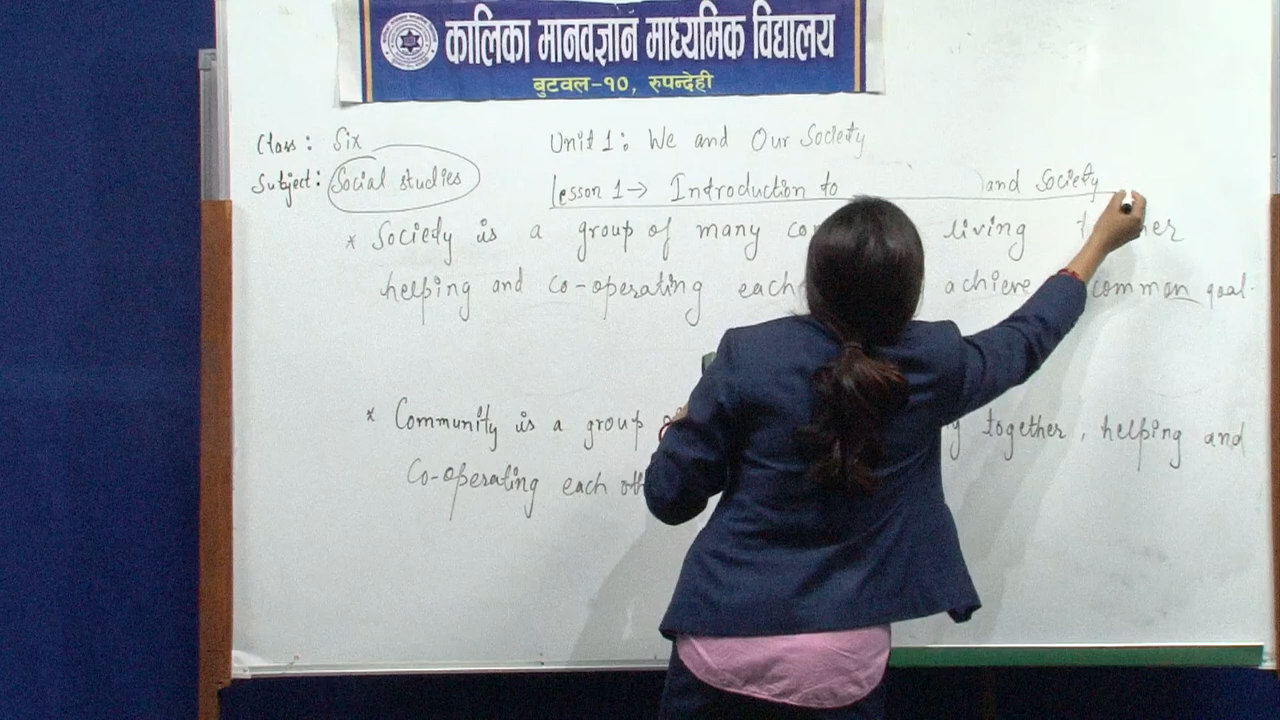 कालिका मानवज्ञान माध्यमिक विद्यालय
बुटवल-१०, रुपन्देही
Class: Six
Unit 1: We and Our Society
Subject: Social studies
Lesson 1→ Introduction to and Society
* Society is a group of many living
helping and co-operating each achieve common goal.
* Community is a group together, helping and
Co-operating each